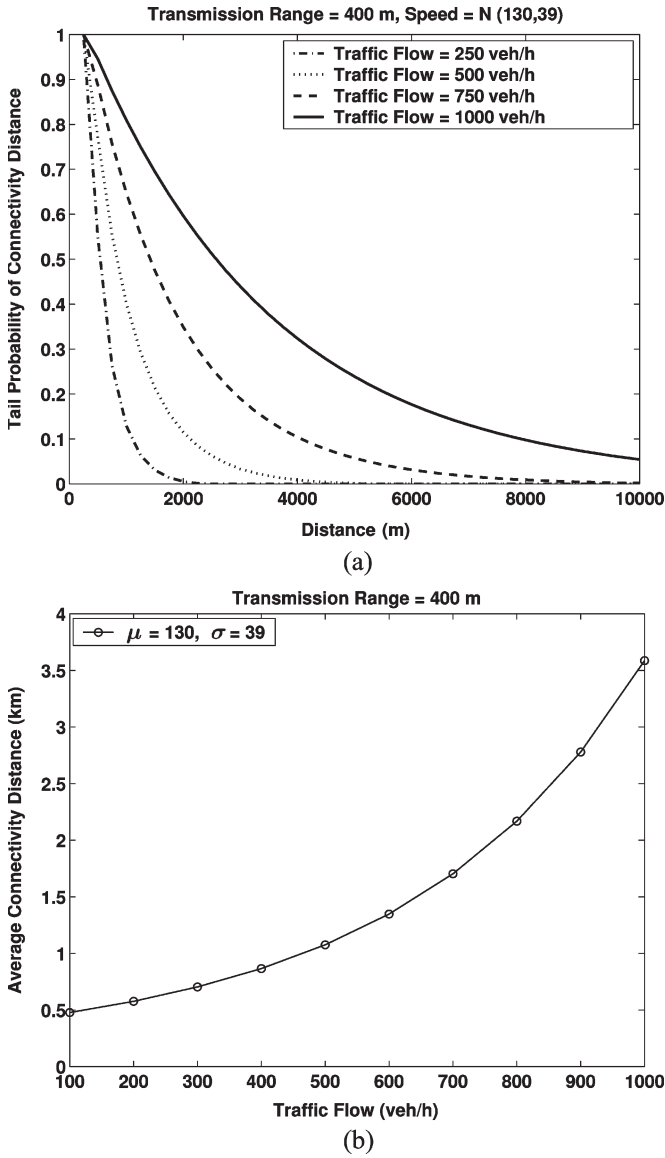 Transmission Range = 400 m, Speed = N (130,39)
Tail Probability of Connectivity Distance
1
0.9
0.8
0.7
0.6
0.5
0.4
0.3
0.2
0.1
0
Traffic Flow = 250 veh/h
Traffic Flow = 500 veh/h
Traffic Flow = 750 veh/h
Traffic Flow = 1000 veh/h
0 2000 4000 6000 8000 10000
Distance (m)
(a)
Transmission Range = 400 m
Average Connectivity Distance (km)
4
3.5
3
2.5
2
1.5
1
0.5
0
μ = 130, σ = 39
100 200 300 400 500 600 700 800 900 1000
Traffic Flow (veh/h)
(b)